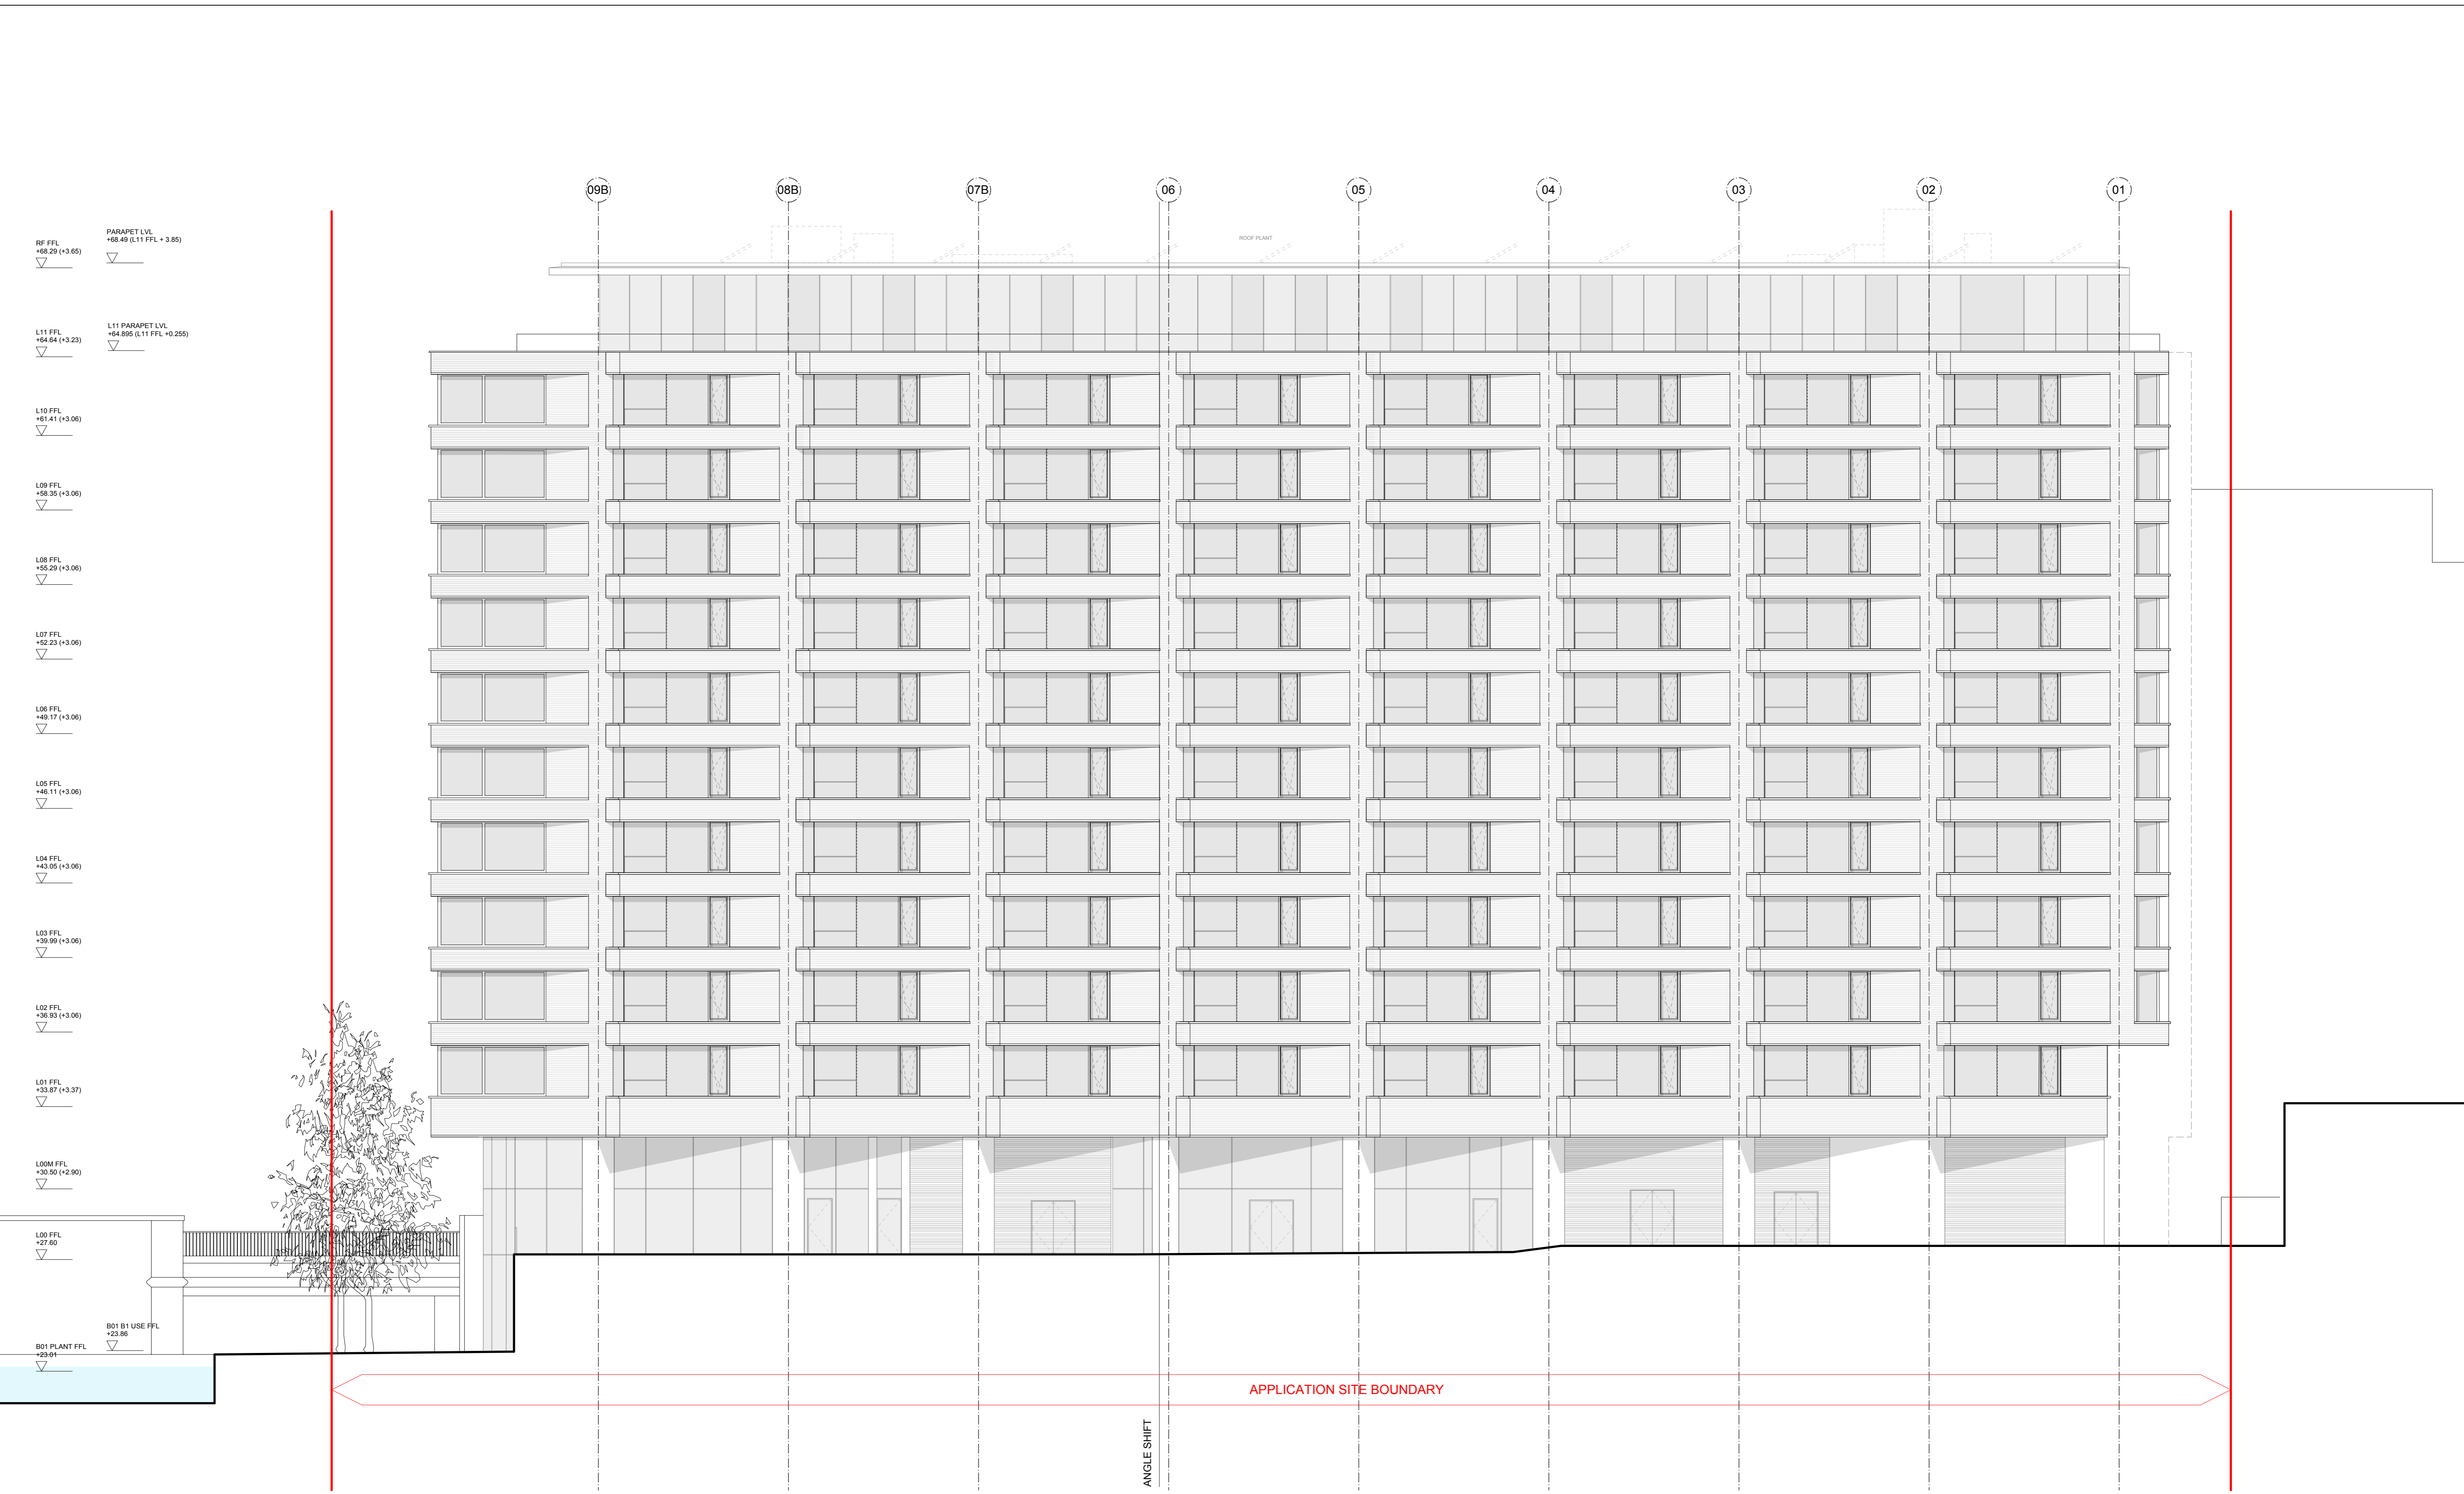 09B
08B
07B
06
05
04
03
02
01
PARAPET LVL
+68.49 (L11 FFL + 3.85)
RF FFL
+68.29 (+3.65)
ROOF PLANT
L11 PARAPET LVL
+64.895 (L11 FFL +0.255)
L11 FFL
+64.64 (+3.23)
L10 FFL
+61.41 (+3.06)
L09 FFL
+58.35 (+3.06)
L08 FFL
+55.29 (+3.06)
L07 FFL
+52.23 (+3.06)
L06 FFL
+49.17 (+3.06)
L05 FFL
+46.11 (+3.06)
L04 FFL
+43.05 (+3.06)
L03 FFL
+39.99 (+3.06)
L02 FFL
+36.93 (+3.06)
L01 FFL
+33.87 (+3.37)
L00M FFL
+30.50 (+2.90)
L00 FFL
+27.60
B01 B1 USE FFL
+23.86
B01 PLANT FFL
+23.01
APPLICATION SITE BOUNDARY
ANGLE SHIFT